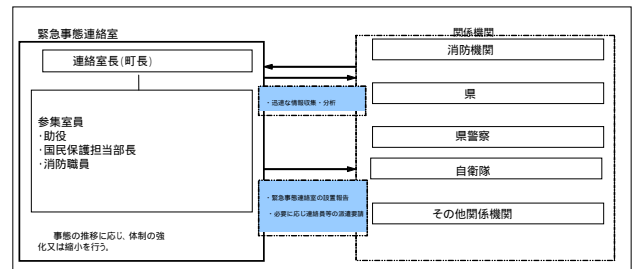 緊急事態連絡室
連絡室長(町長)
参集室員
・助役
・国民保護担当部長
・消防職員
事態の推移に応じ、体制の強
化又は縮小を行う。
・迅速な情報収集・分析
・緊急事態連絡室の設置報告
・必要に応じ連絡員等の派遣要請
関係機関
消防機関
県
県警察
自衛隊
その他関係機関